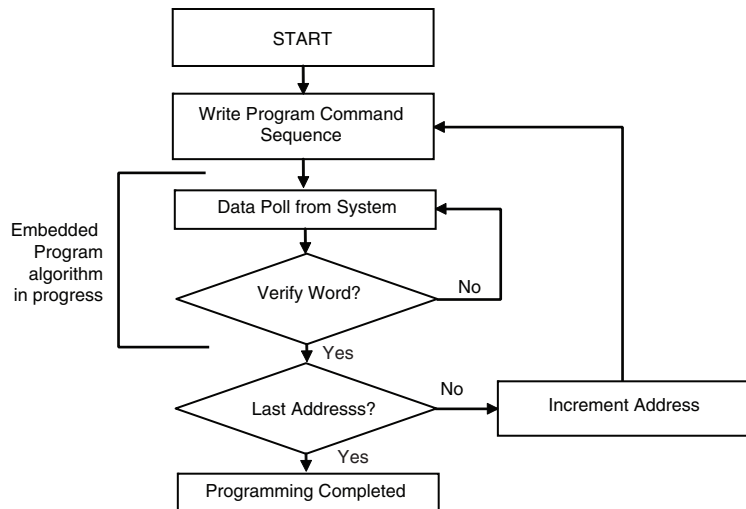 START
Write Program Command
Sequence
Data Poll from System
Embedded
Program
algorithm
in progress
Verify Word?
No
Yes
Last Addresss?
No
Increment Address
Yes
Programming Completed